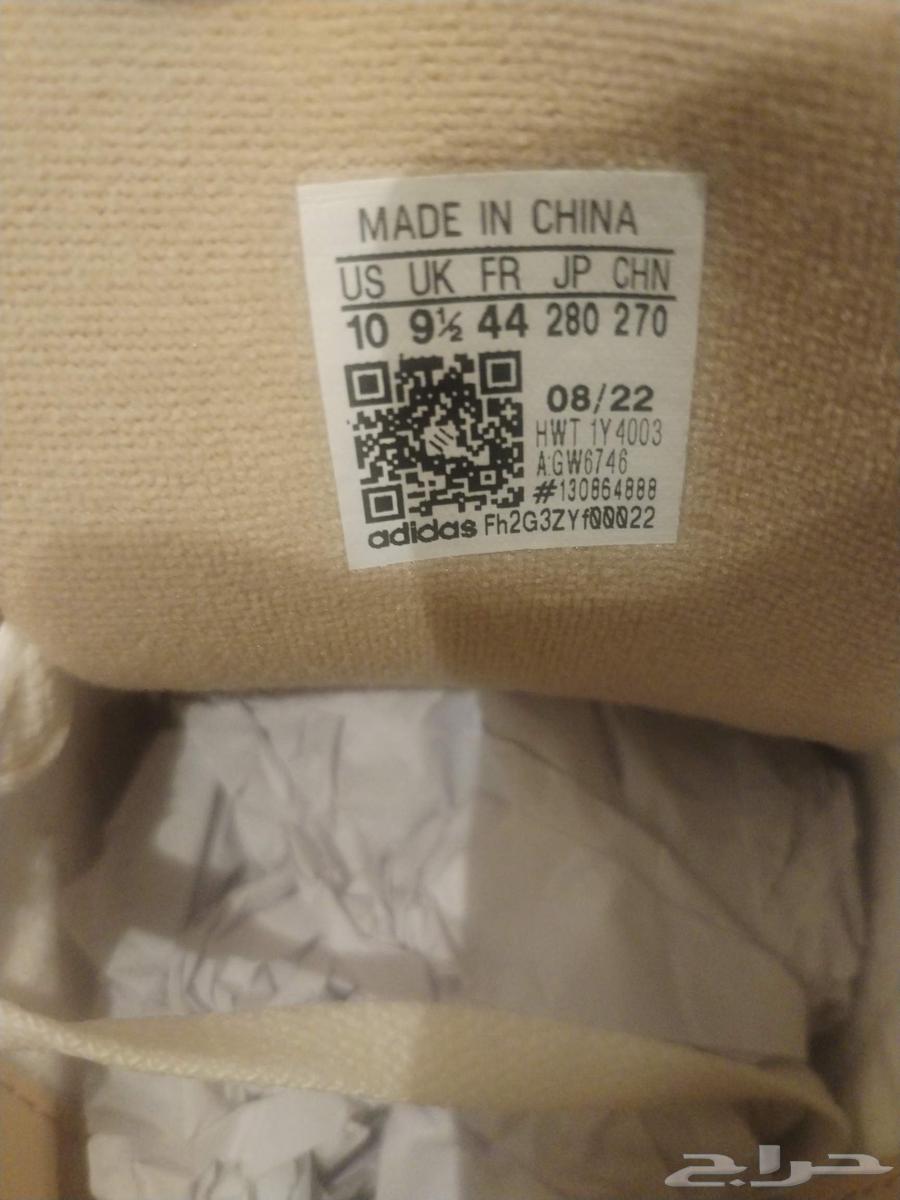 MADE IN CHINA
US UK FR JP CHN
10 9½ 44 280 270
08/22
HWT 1Y4003
A:GW6746
#130864888
adidas Fh2G3ZYf00022
حراج